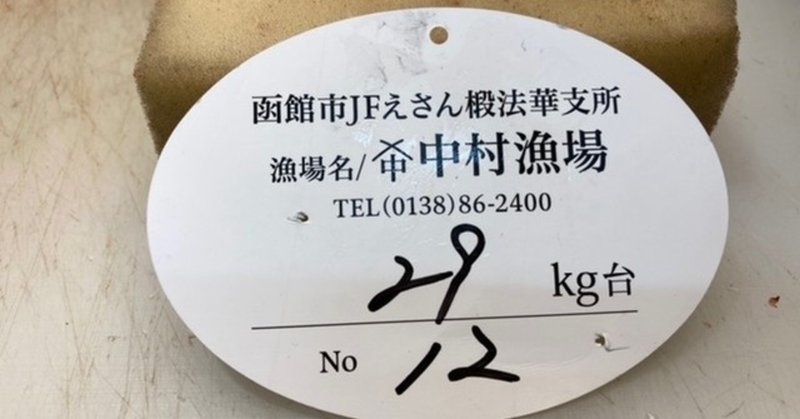 函館市JFえさん椴法華支所
漁場名/ 中村漁場
TEL(0138)86-2400
29 kg台
No 12